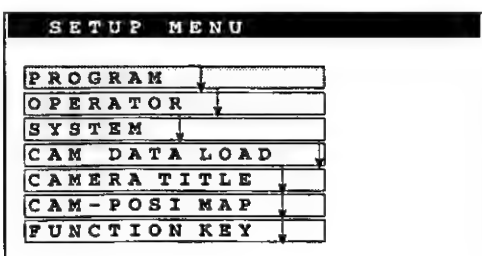 SETUP MENU
PROGRAM
OPERATOR
SYSTEM
CAM DATA LOAD
CAMERA TITLE
CAM-POSI MAP
FUNCTION KEY